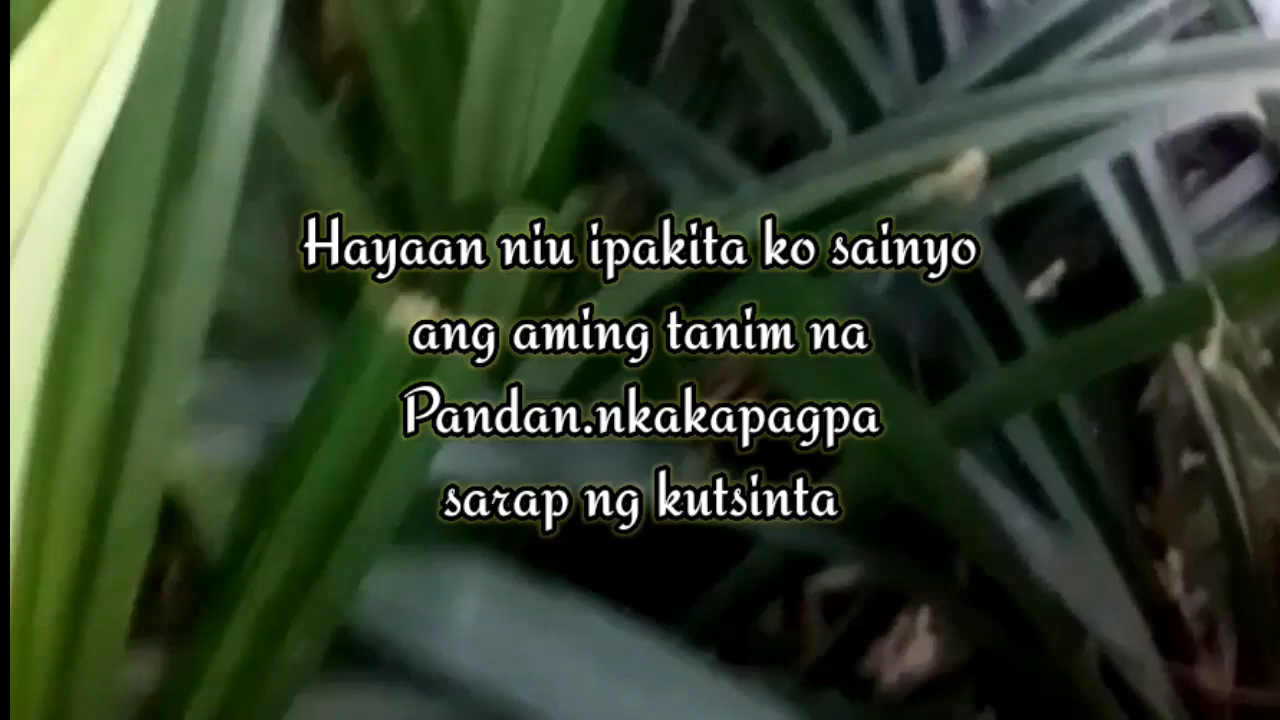 Hayaan niu ipakita ko sainyo
ang aming tanim na
Pandan.nkakapagpa
sarap ng kutsinta